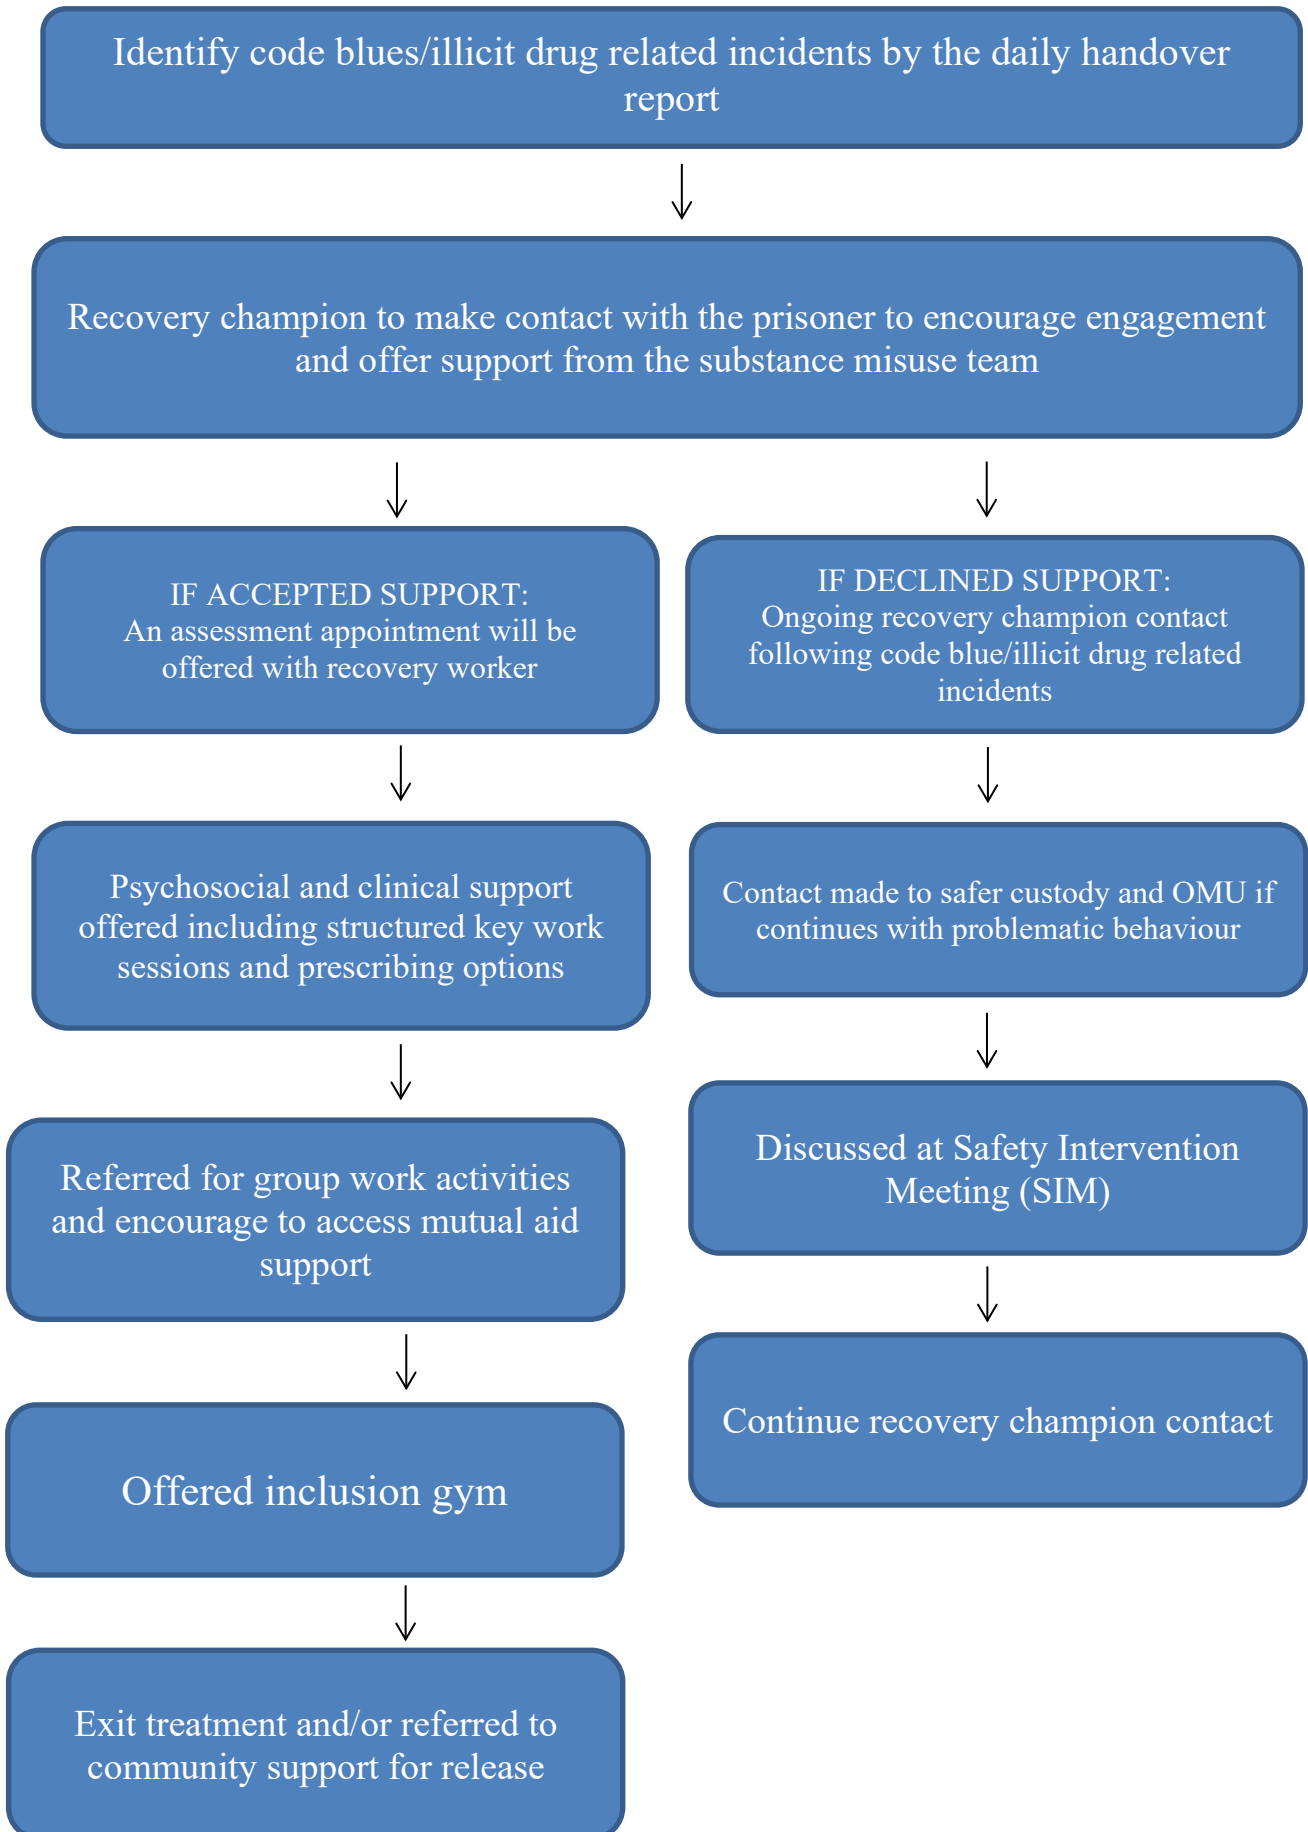 Identify code blues/illicit drug related incidents by the daily handover
report
Recovery champion to make contact with the prisoner to encourage engagement
and offer support from the substance misuse team
IF ACCEPTED SUPPORT:
An assessment appointment will be
offered with recovery worker
IF DECLINED SUPPORT:
Ongoing recovery champion contact
following code blue/illicit drug related
incidents
Psychosocial and clinical support
offered including structured key work
sessions and prescribing options
Contact made to safer custody and OMU if
continues with problematic behaviour
Referred for group work activities
and encourage to access mutual aid
support
Discussed at Safety Intervention
Meeting (SIM)
Offered inclusion gym
Continue recovery champion contact
Exit treatment and/or referred to
community support for release